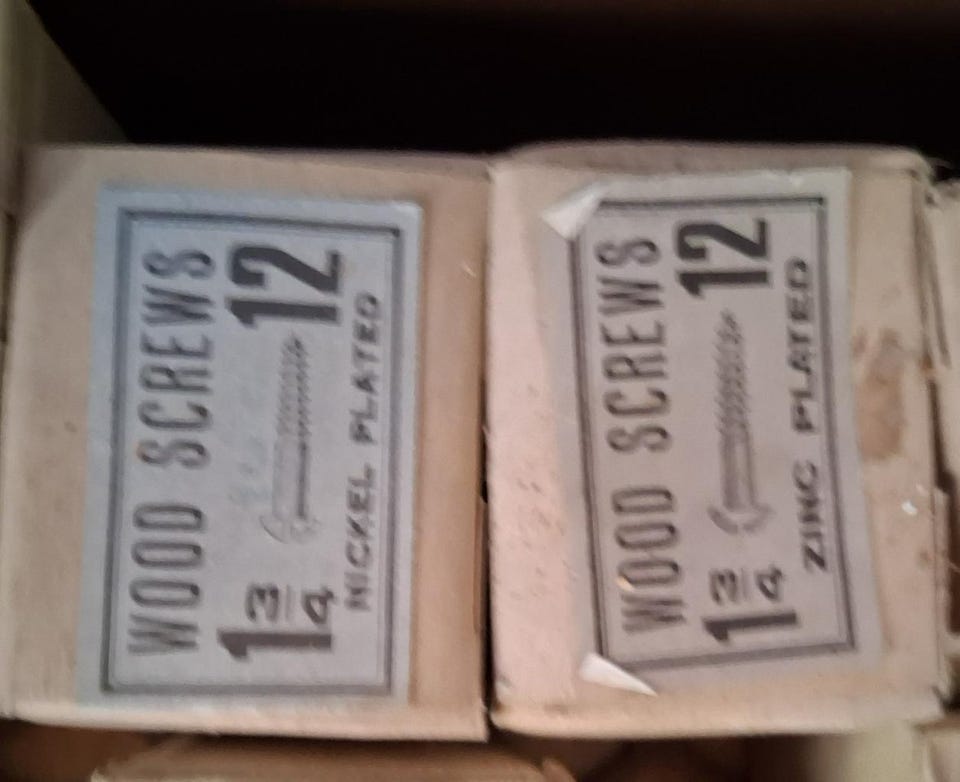 WOOD SCREWS
1 3/4 12
NICKEL PLATED
WOOD SCREWS
1 3/4 12
ZINC PLATED